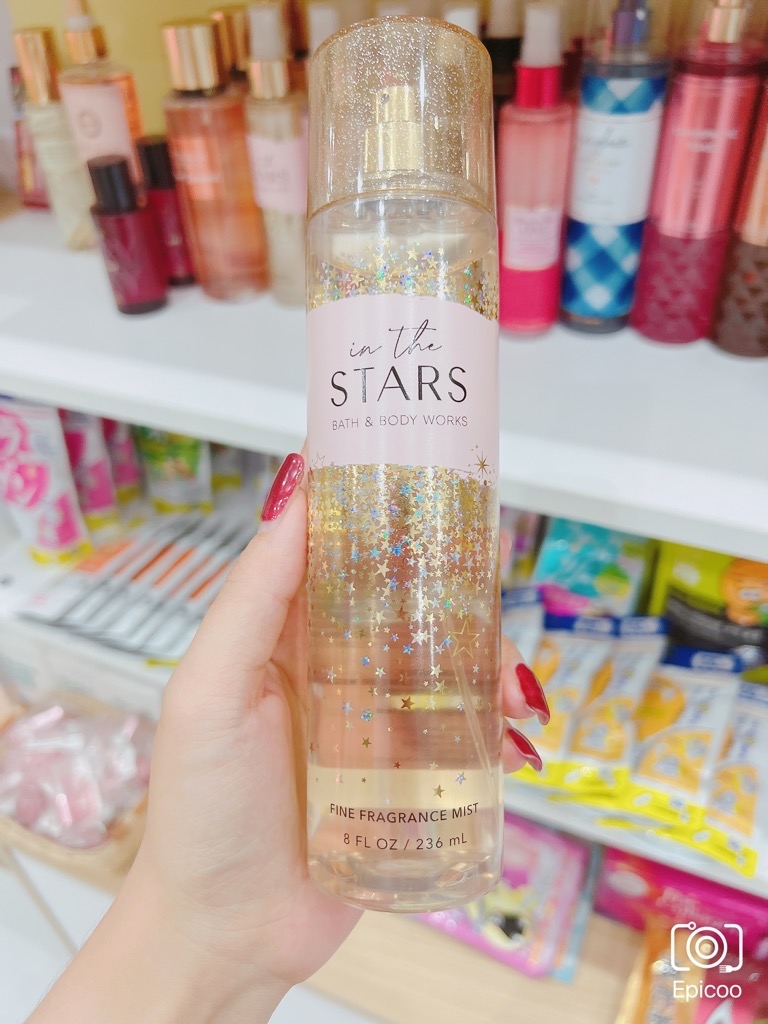 in the
STARS
BATH & BODY WORKS
FINE FRAGRANCE MIST
8 FL OZ / 236 mL
Epicoo